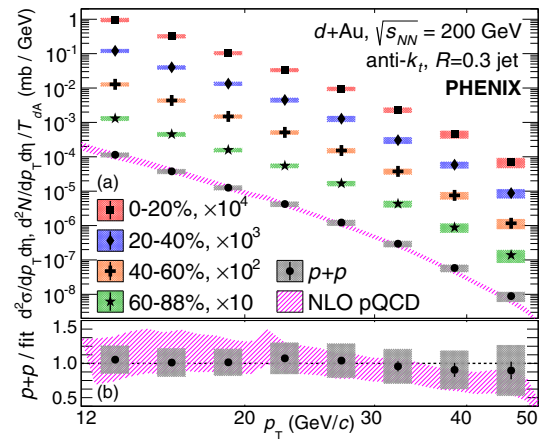 d²σ/dp_T dη, d²N/dp_T dη / T_dA (mb / GeV)
1
10⁻¹
10⁻²
10⁻³
10⁻⁴
10⁻⁵
10⁻⁶
10⁻⁷
10⁻⁸
d+Au, √s_NN = 200 GeV
anti-k_t, R=0.3 jet
PHENIX
(a)
0-20%, ×10⁴
20-40%, ×10³
40-60%, ×10²
60-88%, ×10
p+p
NLO pQCD
p+p / fit
1.5
1.0
0.5
(b)
12
20
30
40
50
p_T (GeV/c)